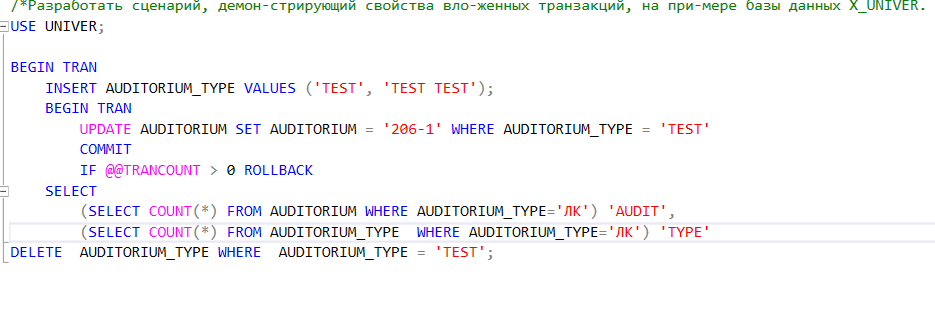 /*Разработать сценарий, демон-стрирующий свойства вло-женных транзакций, на при-мере базы данных X_UNIVER.
USE UNIVER;
BEGIN TRAN
INSERT AUDITORIUM_TYPE VALUES ('TEST', 'TEST TEST');
BEGIN TRAN
UPDATE AUDITORIUM SET AUDITORIUM = '206-1' WHERE AUDITORIUM_TYPE = 'TEST'
COMMIT
IF @@TRANCOUNT > 0 ROLLBACK
SELECT
(SELECT COUNT(*) FROM AUDITORIUM WHERE AUDITORIUM_TYPE='ЛК') 'AUDIT',
(SELECT COUNT(*) FROM AUDITORIUM_TYPE  WHERE AUDITORIUM_TYPE='ЛК') 'TYPE'
DELETE  AUDITORIUM_TYPE WHERE  AUDITORIUM_TYPE = 'TEST';